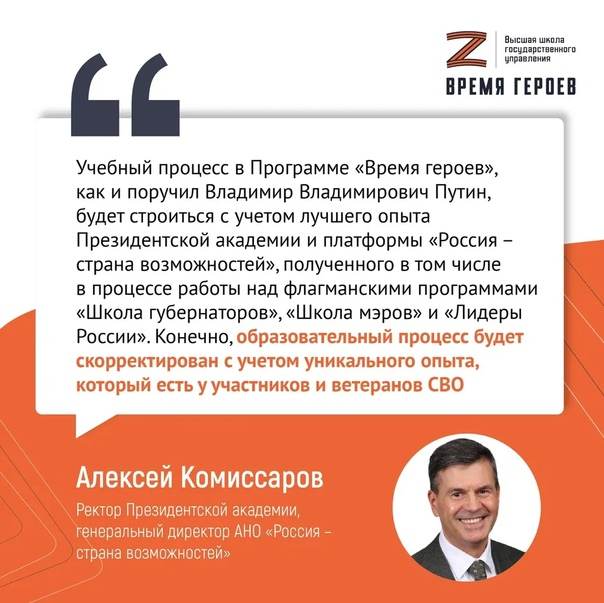 Высшая школа
государственного
управления
ВРЕМЯ ГЕРОЕВ
Учебный процесс в Программе «Время героев»,
как и поручил Владимир Владимирович Путин,
будет строиться с учетом лучшего опыта
Президентской академии и платформы «Россия –
страна возможностей», полученного в том числе
в процессе работы над флагманскими программами
«Школа губернаторов», «Школа мэров» и «Лидеры
России». Конечно, образовательный процесс будет
скорректирован с учетом уникального опыта,
который есть у участников и ветеранов СВО
Алексей Комиссаров
Ректор Президентской академии,
генеральный директор АНО «Россия –
страна возможностей»